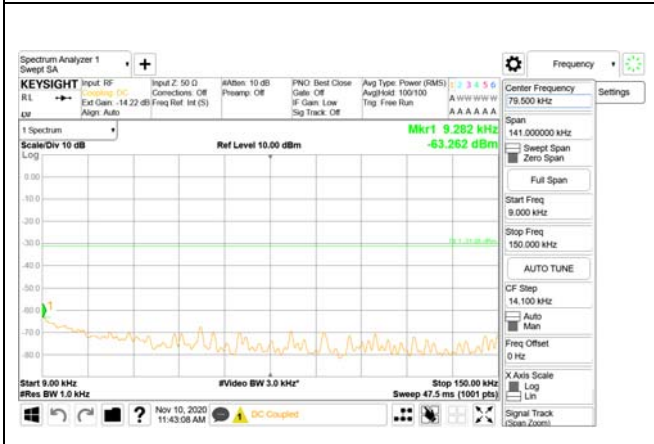 Spectrum Analyzer 1
Swept SA
Frequency
KEYSIGHT
RL
Input: RF
Coupling: DC
Ext Gain: -14.22 dB
Align: Auto
Input Z: 50 Ω
Corrections: Off
Freq Ref: Int (S)
#Atten: 10 dB
Preamp: Off
PNO: Best Close
Gate: Off
IF Gain: Low
Sig Track: Off
Avg Type: Power (RMS)
Avg|Hold: 100/100
Trig: Free Run
1 2 3 4 5 6
A W W W W W
A A A A A A
1 Spectrum
Scale/Div 10 dB
Log
Ref Level 10.00 dBm
Mkr1 9.282 kHz
-63.262 dBm
0.00
-10.0
-20.0
-30.0
-40.0
-50.0
-60.0
-70.0
-80.0
1
Start 9.00 kHz
#Res BW 1.0 kHz
#Video BW 3.0 kHz*
Stop 150.00 kHz
Sweep 47.5 ms (1001 pts)
Nov 10, 2020
11:43:08 AM
DC Coupled
Center Frequency
79.500 kHz
Settings
Span
141.000000 kHz
Swept Span
Zero Span
Full Span
Start Freq
9.000 kHz
Stop Freq
150.000 kHz
AUTO TUNE
CF Step
14.100 kHz
Auto
Man
Freq Offset
0 Hz
X Axis Scale
Log
Lin
Signal Track
(Span Zoom)